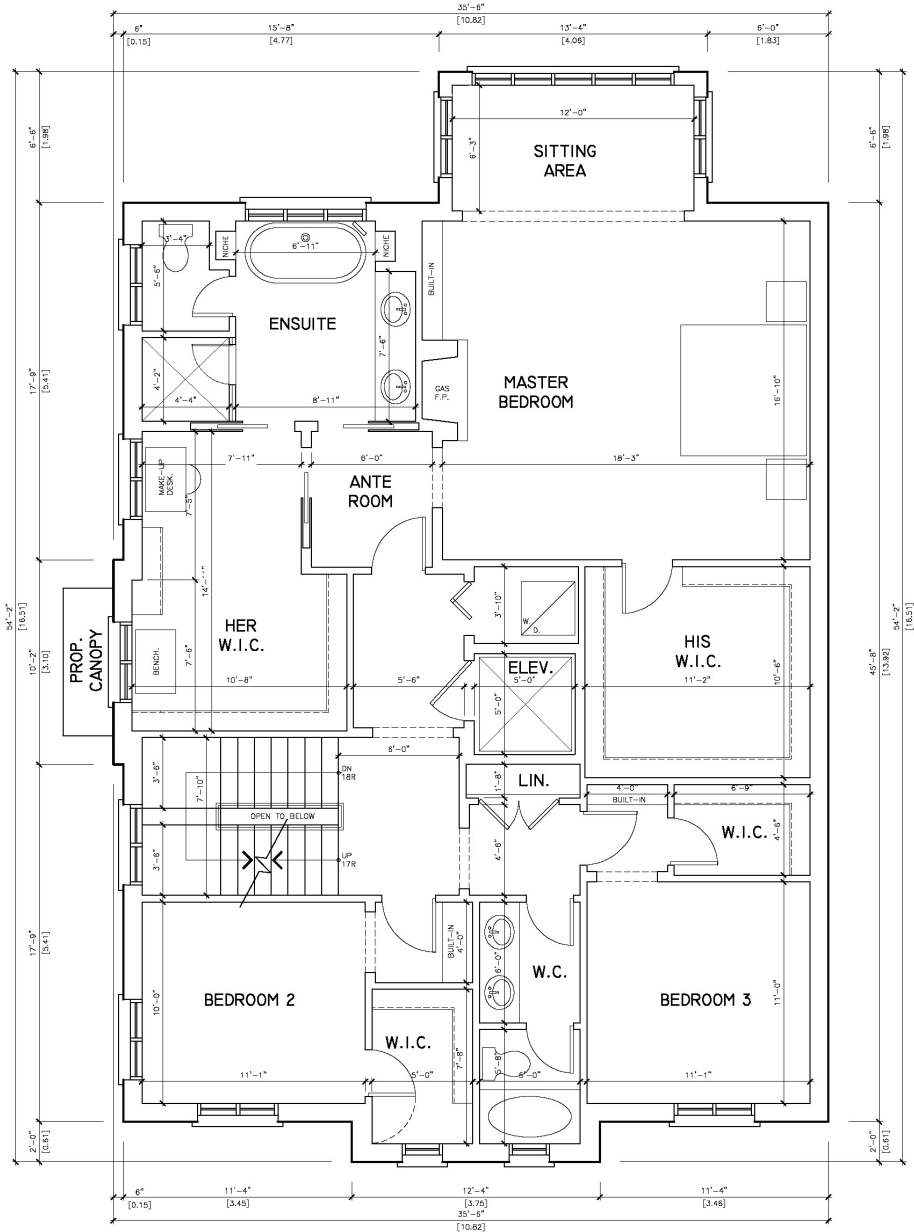 35'-6"
[10.82]
6"
[0.15]
15'-8"
[4.77]
13'-4"
[4.06]
6'-0"
[1.83]
6'-6"
[1.98]
12'-0"
6'-3"
SITTING
AREA
6'-6"
[1.98]
3'-4"
NICHE
6'-11"
NICHE
5'-6"
BUILT-IN
ENSUITE
7'-6"
17'-9"
[5.41]
4'-2"
4'-4"
8'-11"
GAS
F.P.
MASTER
BEDROOM
16'-10"
7'-11"
6'-0"
18'-3"
MAKE-UP
DESK.
7'-5"
ANTE
ROOM
14'-11"
54'-2"
[16.51]
10'-2"
[3.10]
PROP.
CANOPY
HER
W.I.C.
BENCH.
7'-6"
10'-8"
5'-6"
3'-10"
W.
D.
ELEV.
5'-0"
5'-0"
HIS
W.I.C.
10'-6"
11'-2"
45'-8"
[13.92]
54'-2"
[16.51]
6'-0"
3'-6"
7'-10"
DN
18R
1'-8"
LIN.
4'-0"
BUILT-IN
6'-9"
OPEN TO BELOW
W.I.C.
4'-6"
3'-6"
UP
17R
4'-6"
17'-9"
[5.41]
BUILT-IN
4'-0"
6'-0"
W.C.
BEDROOM 2
10'-0"
BEDROOM 3
11'-0"
W.I.C.
7'-8"
5'-8"
11'-1"
5'-0"
6'-0"
11'-1"
2'-0"
[0.61]
2'-0"
[0.61]
6"
[0.15]
11'-4"
[3.45]
12'-4"
[3.75]
11'-4"
[3.46]
35'-6"
[10.82]